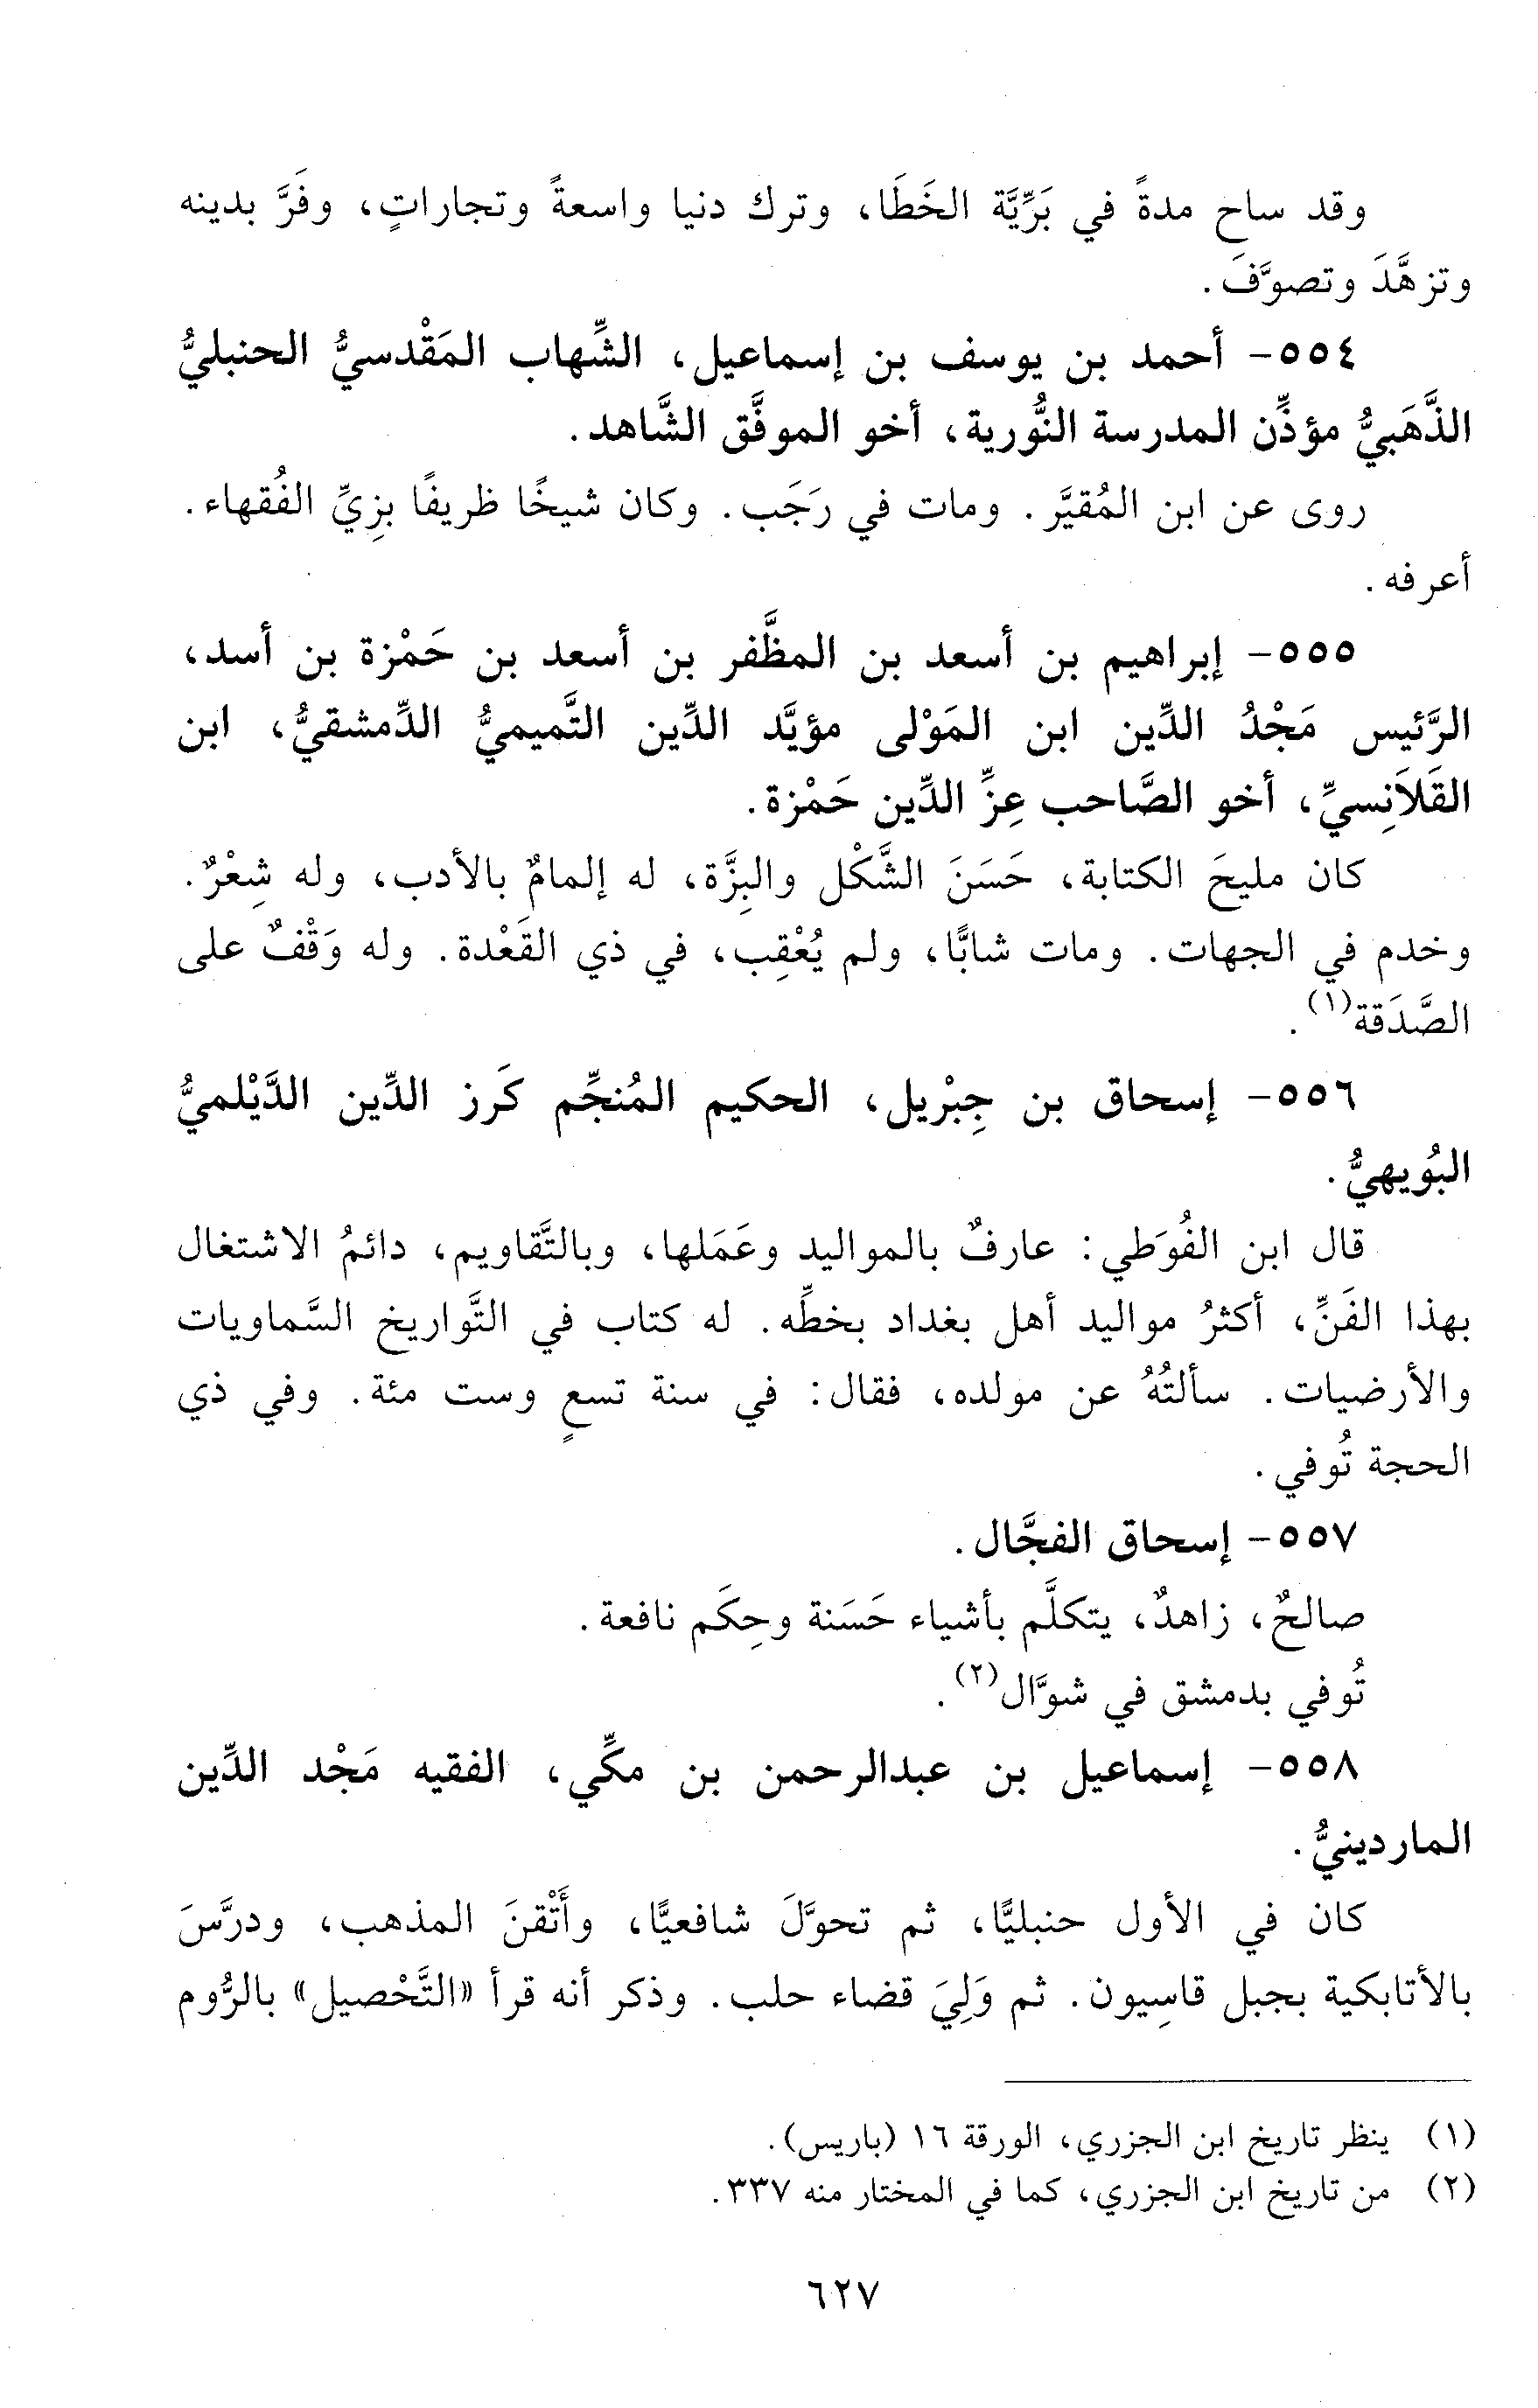 وقد ساح مدةً في بَرِّيَّة الخَطَا، وترك دنيا واسعةً وتجاراتٍ، وفَرَّ بدينه
وتزهَّدَ وتصوَّفَ.
٥٥٤- أحمد بن يوسف بن إسماعيل، الشِّهاب المَقْدسيُّ الحنبليُّ
الذَّهَبيُّ مؤذِّن المدرسة النُّورية، أخو الموفَّق الشَّاهد.
روى عن ابن المُقيَّر. ومات في رَجَب. وكان شيخًا ظريفًا بزِيِّ الفُقهاء.
أعرفه.
٥٥٥- إبراهيم بن أسعد بن المظَّفر بن أسعد بن حَمْزة بن أسد،
الرَّئيس مَجْدُ الدِّين ابن المَوْلى مؤيَّد الدِّين التَّميميُّ الدِّمشقيُّ، ابن
القَلاَنِسيِّ، أخو الصَّاحب عِزِّ الدِّين حَمْزة.
كان مليحَ الكتابة، حَسَنَ الشَّكْل والبِزَّة، له إلمامٌ بالأدب، وله شِعْرٌ.
وخدم في الجهات. ومات شابًّا، ولم يُعْقِب، في ذي القَعْدة. وله وَقْفٌ على
الصَّدَقة(١).
٥٥٦- إسحاق بن جِبْريل، الحكيم المُنجِّم كَرز الدِّين الدَّيْلميُّ
البُويهيُّ.
قال ابن الفُوَطي: عارفٌ بالمواليد وعَمَلها، وبالتَّقاويم، دائمُ الاشتغال
بهذا الفَنِّ، أكثرُ مواليد أهل بغداد بخطِّه. له كتاب في التَّواريخ السَّماويات
والأرضيات. سألتُهُ عن مولده، فقال: في سنة تسعٍ وست مئة. وفي ذي
الحجة تُوفي.
٥٥٧- إسحاق الفجَّال.
صالحٌ، زاهدٌ، يتكلَّم بأشياء حَسَنة وحِكَم نافعة.
تُوفي بدمشق في شوَّال(٢).
٥٥٨- إسماعيل بن عبدالرحمن بن مكِّي، الفقيه مَجْد الدِّين
المارديني​ُّ.
كان في الأول حنبليًّا، ثم تحوَّلَ شافعيًّا، وأَتْقنَ المذهب، ودرَّسَ
بالأتابكية بجبل قاسِيون. ثم وَلِيَ قضاء حلب. وذكر أنه قرأ «التَّحْصيل» بالرُّوم
(١) ينظر تاريخ ابن الجزري، الورقة ١٦ (باريس).
(٢) من تاريخ ابن الجزري، كما في المختار منه ٣٣٧.
٦٢٧